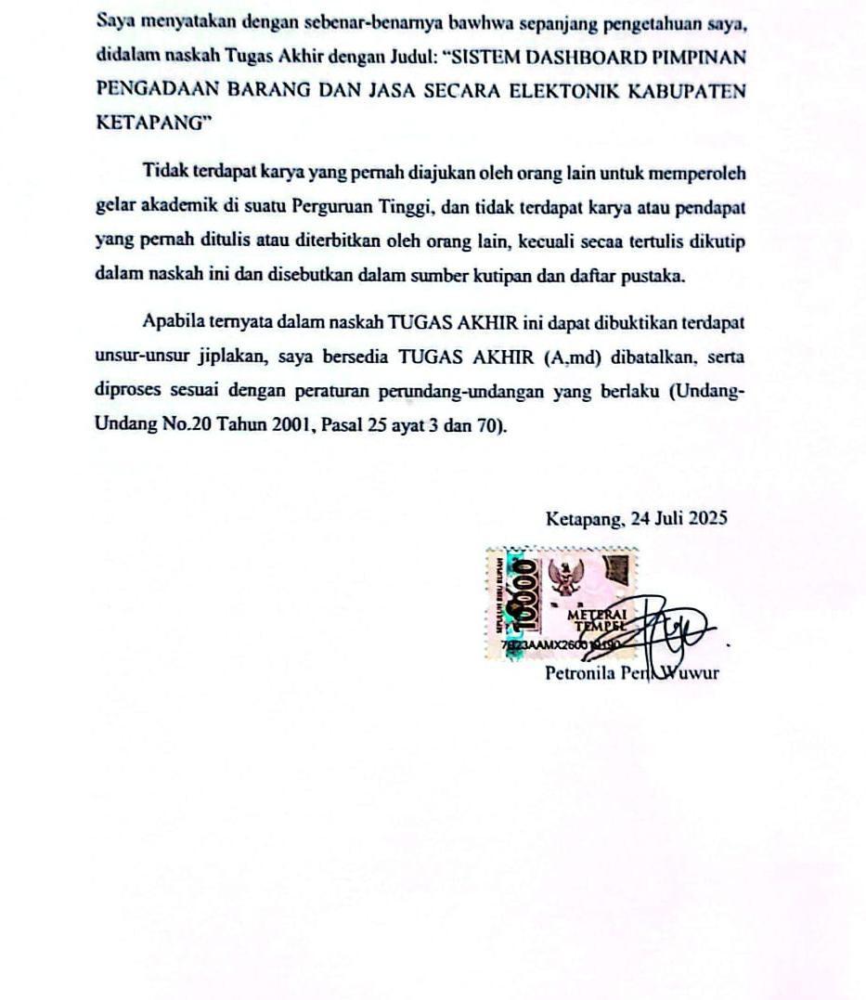 Saya menyatakan dengan sebenar-benarnya bawhwa sepanjang pengetahuan saya,
didalam naskah Tugas Akhir dengan Judul: “SISTEM DASHBOARD PIMPINAN
PENGADAAN BARANG DAN JASA SECARA ELEKTONIK KABUPATEN
KETAPANG”
Tidak terdapat karya yang pernah diajukan oleh orang lain untuk memperoleh
gelar akademik di suatu Perguruan Tinggi, dan tidak terdapat karya atau pendapat
yang pernah ditulis atau diterbitkan oleh orang lain, kecuali secaa tertulis dikutip
dalam naskah ini dan disebutkan dalam sumber kutipan dan daftar pustaka.
Apabila ternyata dalam naskah TUGAS AKHIR ini dapat dibuktikan terdapat
unsur-unsur jiplakan, saya bersedia TUGAS AKHIR (A,md) dibatalkan, serta
diproses sesuai dengan peraturan perundang-undangan yang berlaku (Undang-
Undang No.20 Tahun 2001, Pasal 25 ayat 3 dan 70).
Ketapang, 24 Juli 2025
SEPULUH RIBU RUPIAH
10000
METERAI
TEMPEL
Petronila Peni Wuwur